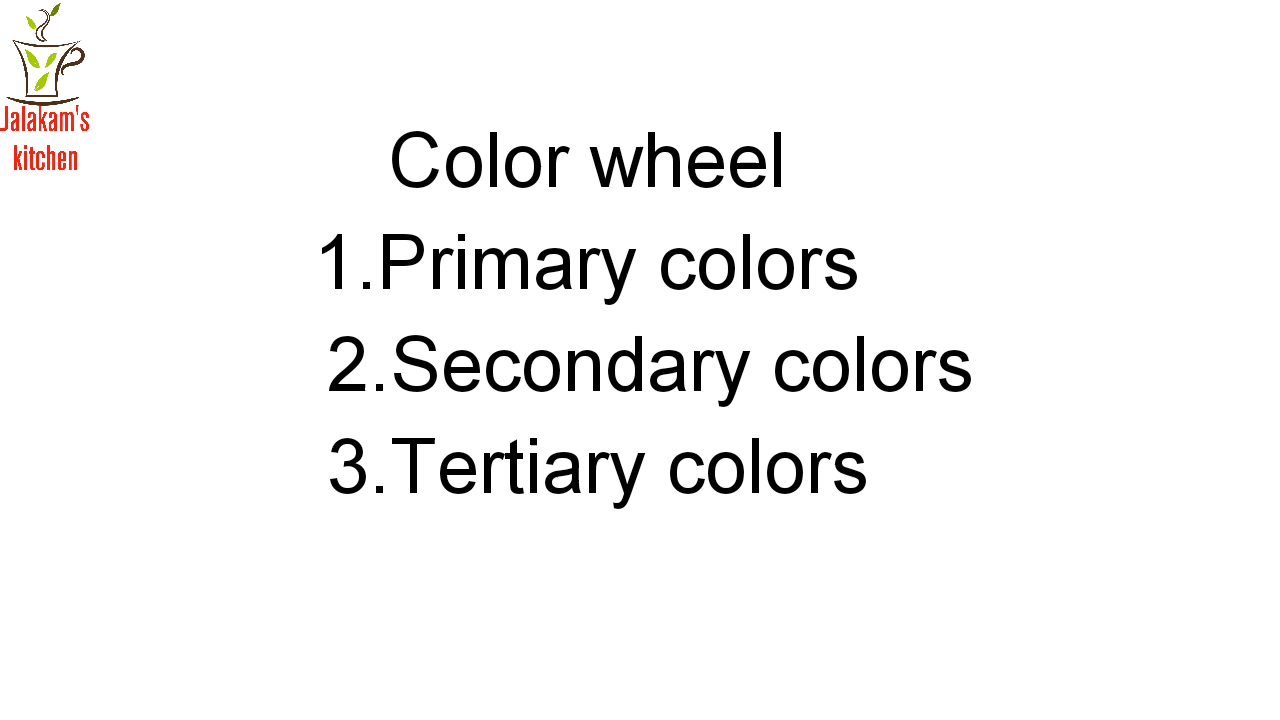 Jalakam's
kitchen
Color wheel
1.Primary colors
2.Secondary colors
3.Tertiary colors